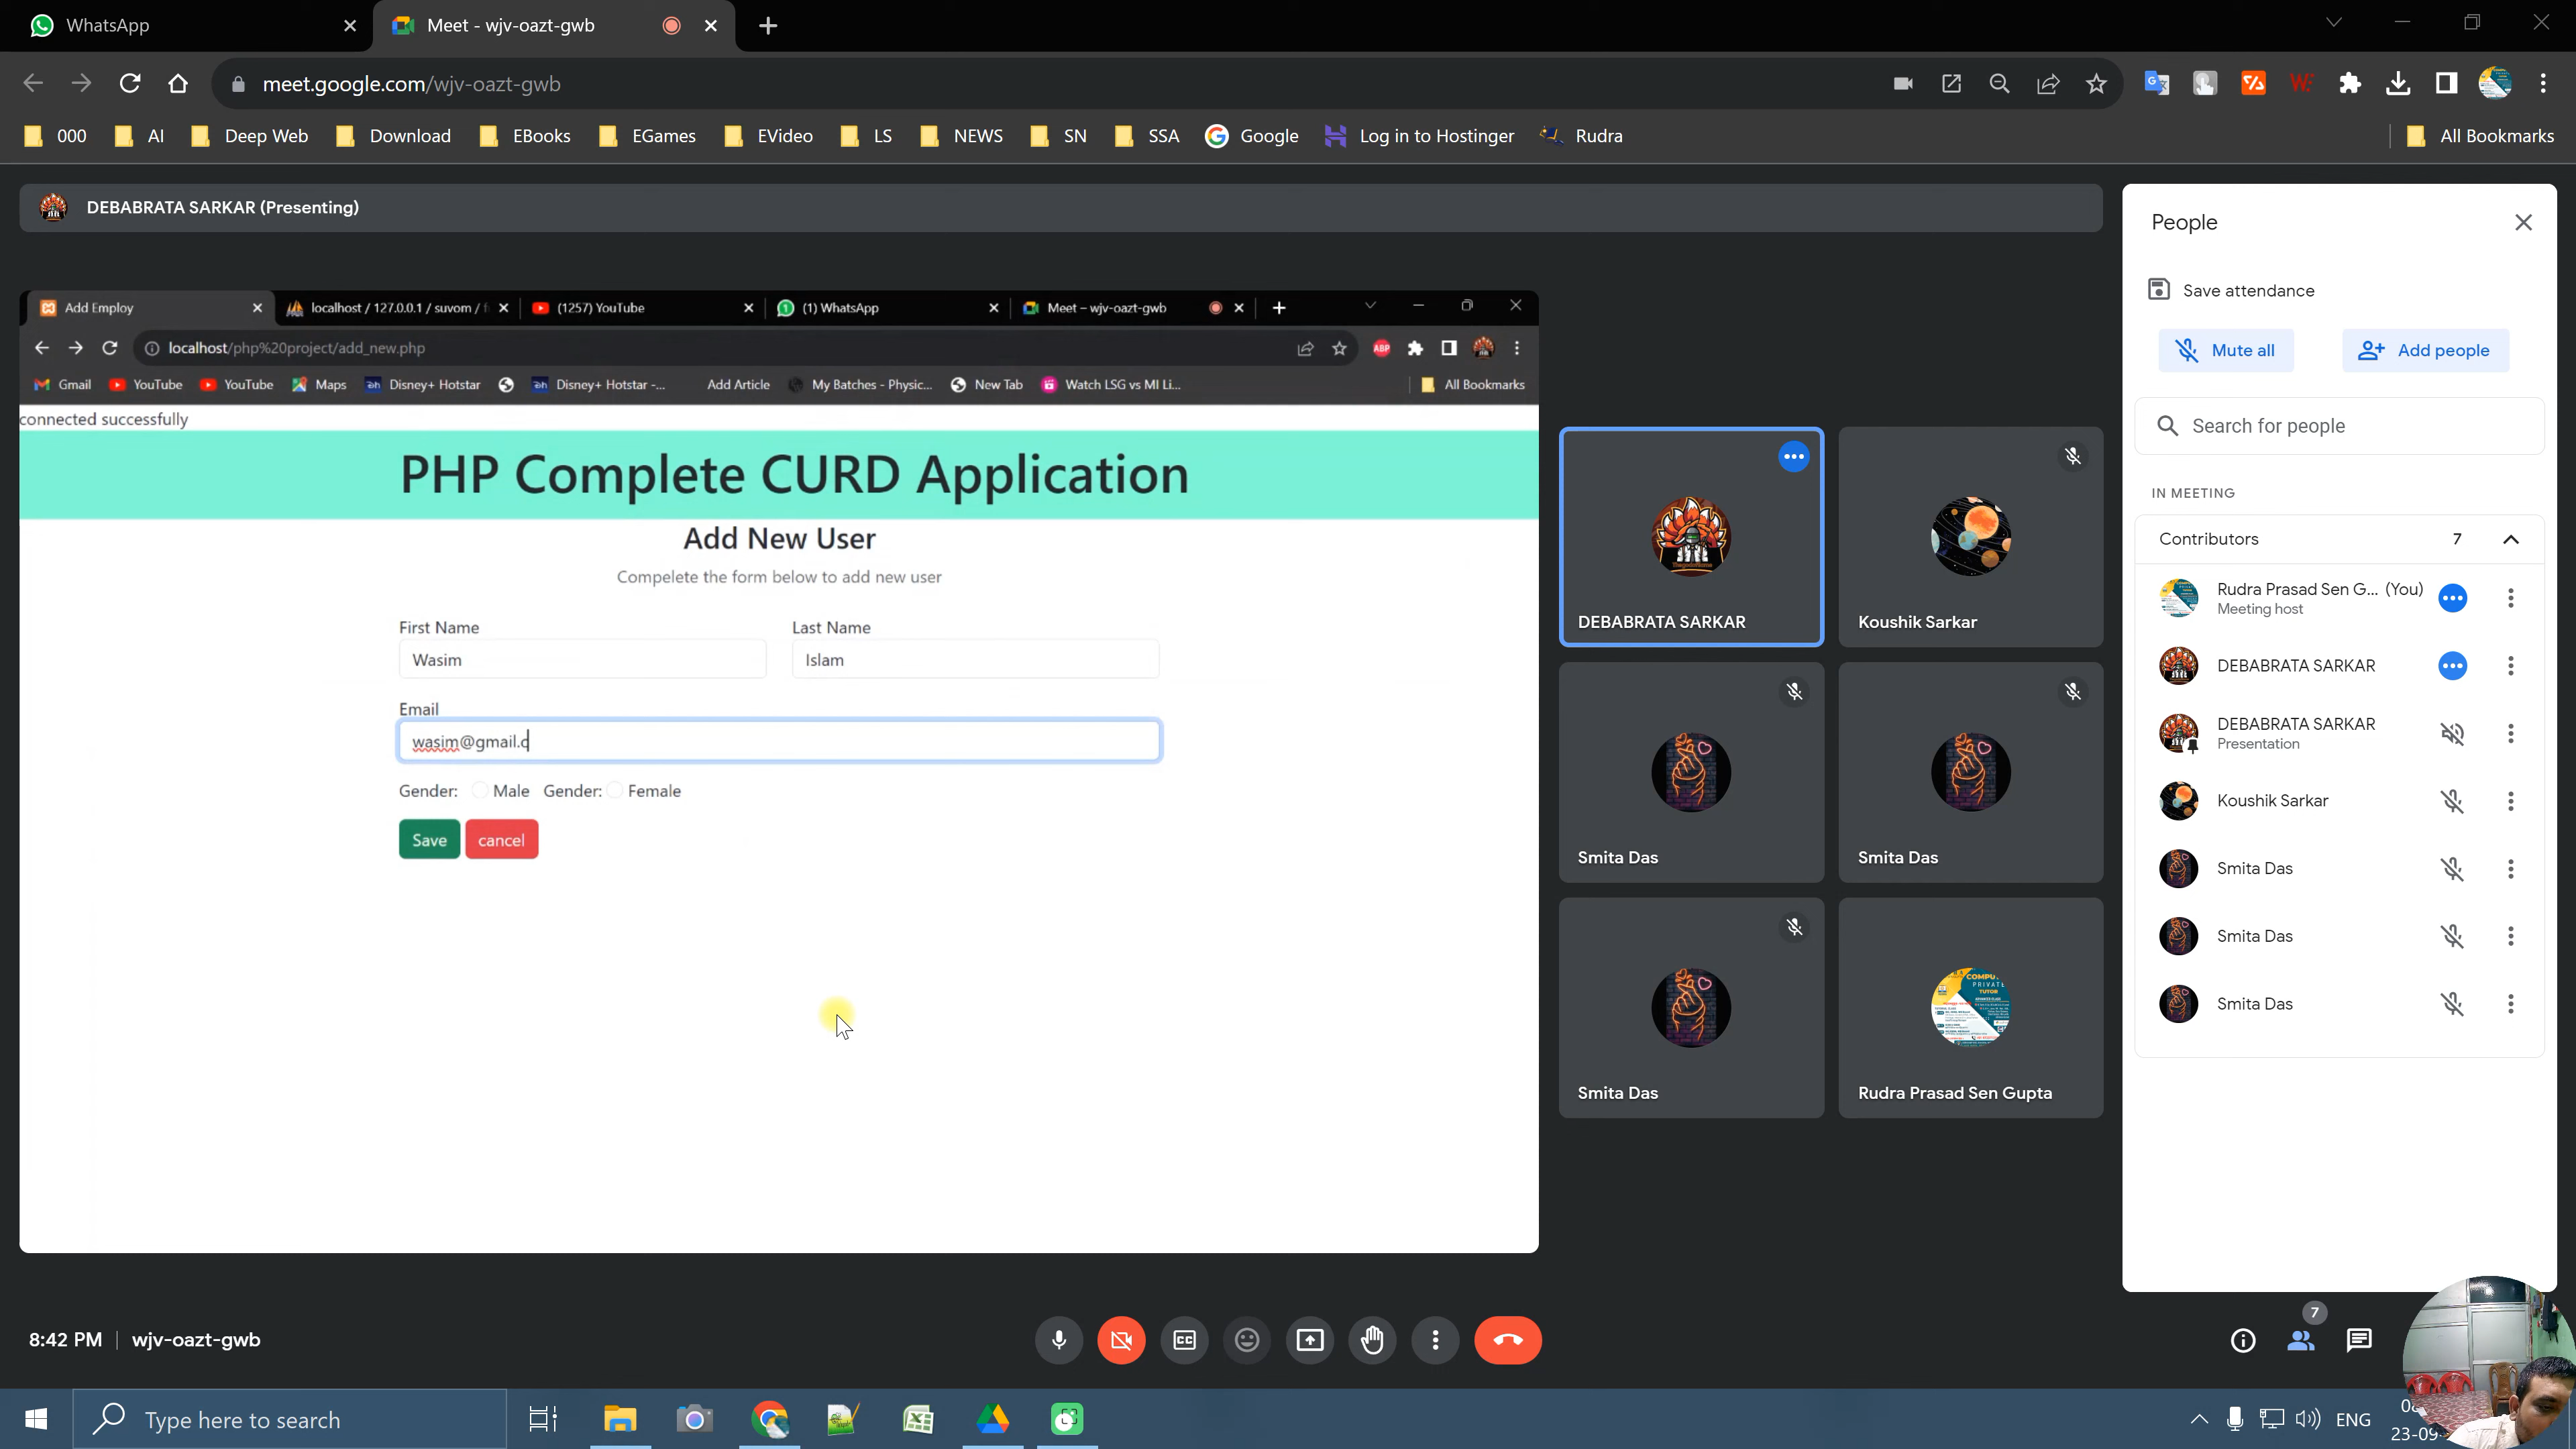 WhatsApp
Meet - wjv-oazt-gwb
meet.google.com/wjv-oazt-gwb
000 AI Deep Web Download EBooks EGames EVideo LS NEWS SN SSA Google Log in to Hostinger Rudra All Bookmarks
DEBABRATA SARKAR (Presenting)
Add Employ localhost / 127.0.0.1 / suvom / (1257) YouTube (1) WhatsApp Meet – wjv-oazt-gwb
localhost/php%20project/add_new.php
ABP
Gmail YouTube YouTube Maps Disney+ Hotstar Disney+ Hotstar -... Add Article My Batches - Physic... New Tab Watch LSG vs MI Li... All Bookmarks
connected successfully
PHP Complete CURD Application
Add New User
Compelete the form below to add new user
First Name Last Name
Wasim Islam
Email
wasim@gmail.c
Gender: Male Gender: Female
Save cancel
DEBABRATA SARKAR
Koushik Sarkar
Smita Das
Smita Das
Smita Das
Rudra Prasad Sen Gupta
People
Save attendance
Mute all Add people
Search for people
IN MEETING
Contributors 7
Rudra Prasad Sen G... (You)
Meeting host
DEBABRATA SARKAR
DEBABRATA SARKAR
Presentation
Koushik Sarkar
Smita Das
Smita Das
Smita Das
8:42 PM wjv-oazt-gwb
7
Type here to search
ENG
23-09